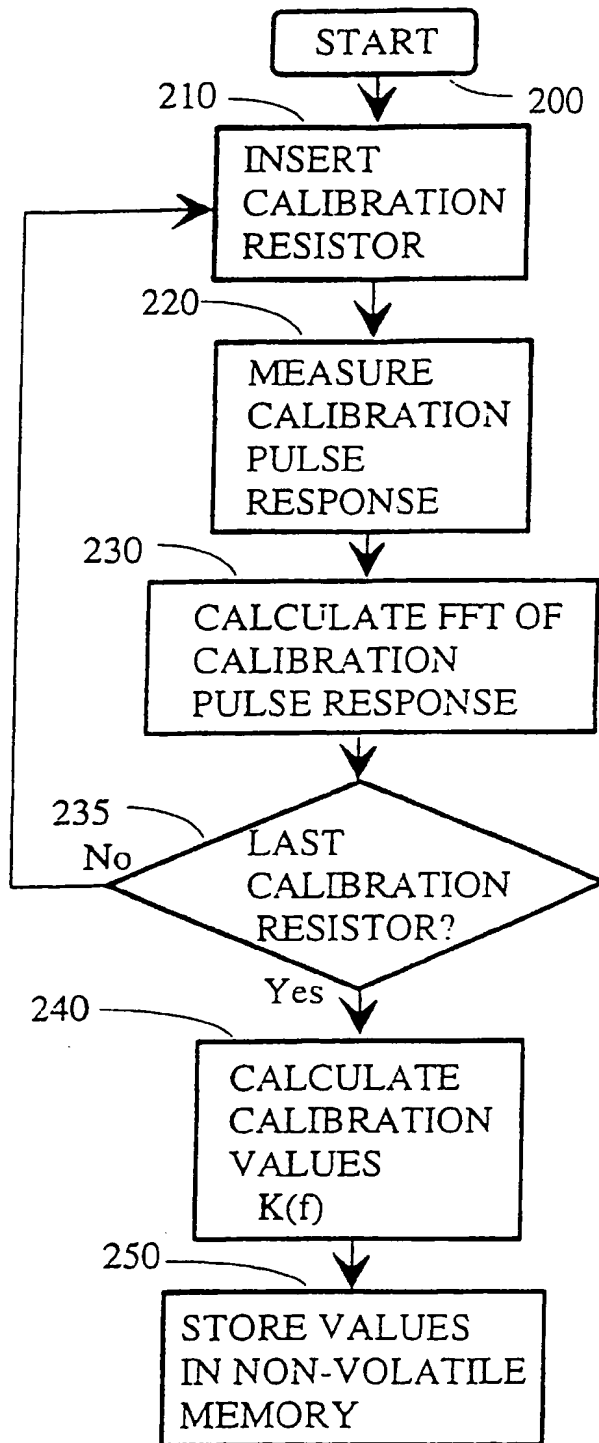 START
200
210
INSERT
CALIBRATION
RESISTOR
220
MEASURE
CALIBRATION
PULSE
RESPONSE
230
CALCULATE FFT OF
CALIBRATION
PULSE RESPONSE
235
No
LAST
CALIBRATION
RESISTOR?
Yes
240
CALCULATE
CALIBRATION
VALUES
K(f)
250
STORE VALUES
IN NON-VOLATILE
MEMORY